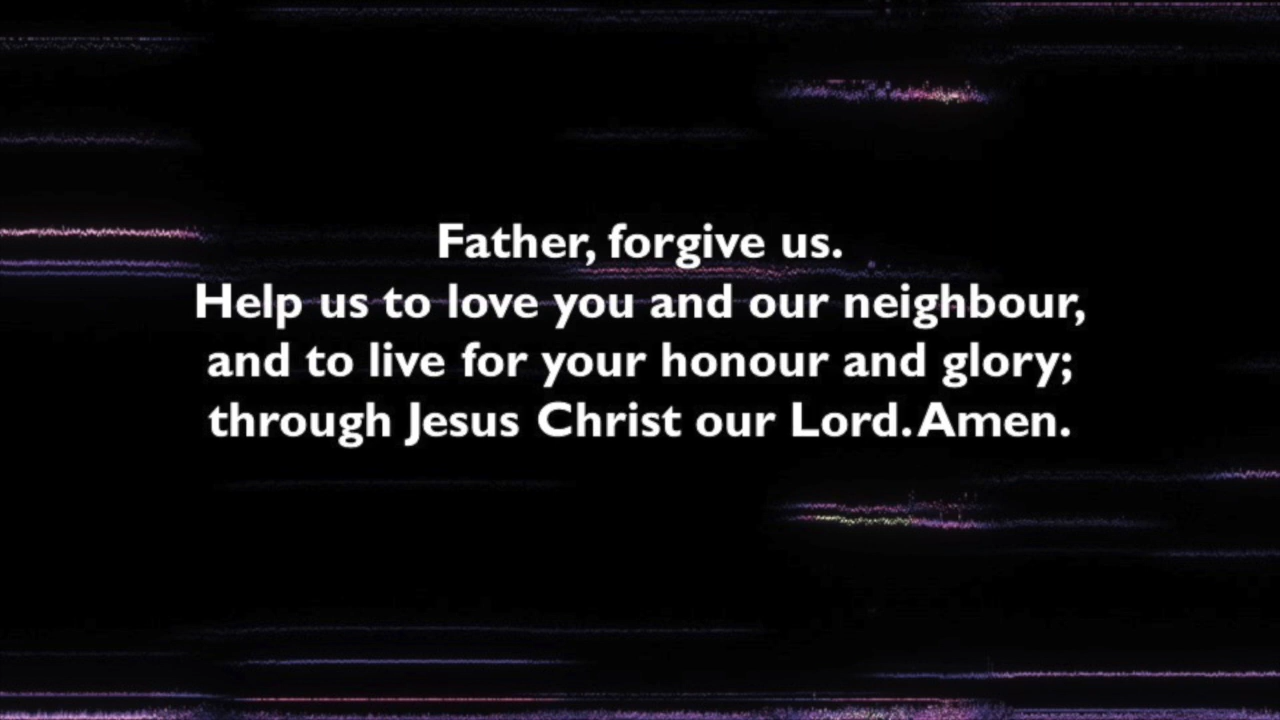 Father, forgive us.
Help us to love you and our neighbour,
and to live for your honour and glory;
through Jesus Christ our Lord. Amen.